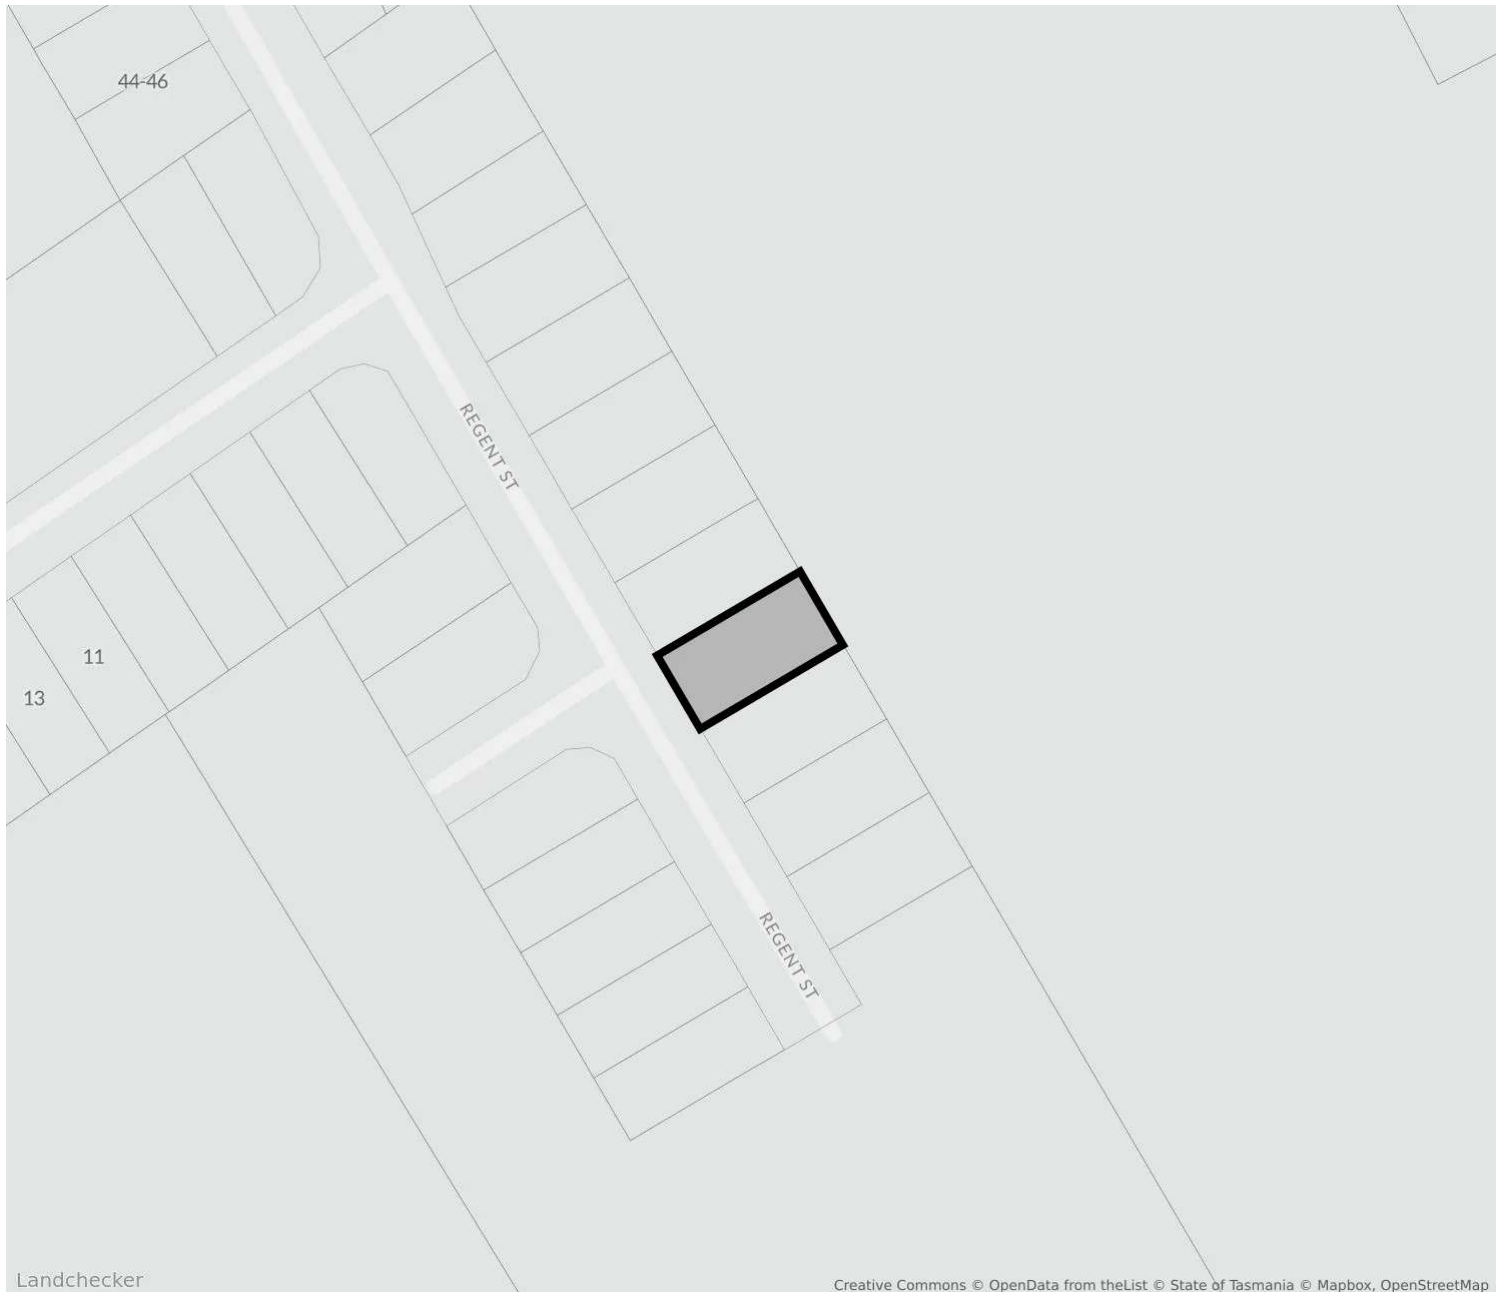 44-46
REGENT ST
11
13
REGENT ST
Landchecker
Creative Commons © OpenData from theList © State of Tasmania © Mapbox, OpenStreetMap